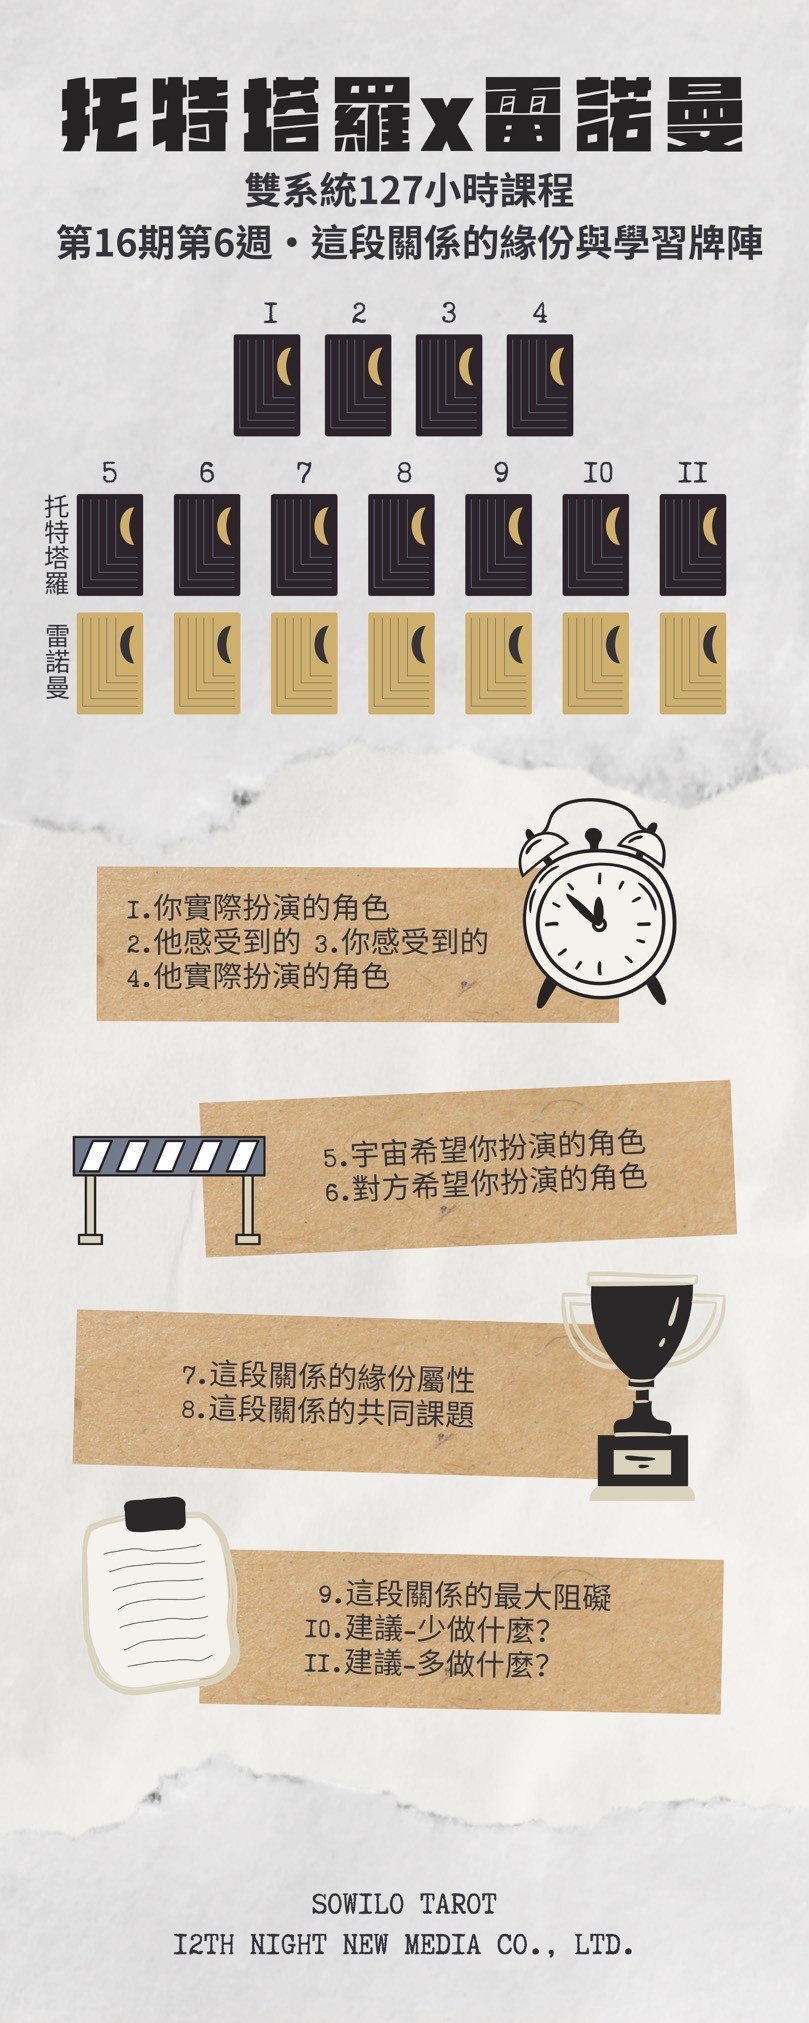 托特塔羅x雷諾曼
雙系統127小時課程
第16期第6週•這段關係的緣份與學習牌陣
1 2 3 4
5 6 7 8 9 10 11
托特塔羅
雷諾曼
1.你實際扮演的角色
2.他感受到的 3.你感受到的
4.他實際扮演的角色
5.宇宙希望你扮演的角色
6.對方希望你扮演的角色
7.這段關係的緣份屬性
8.這段關係的共同課題
9.這段關係的最大阻礙
10.建議-少做什麼?
11.建議-多做什麼?
SOWILO TAROT
12TH NIGHT NEW MEDIA CO., LTD.